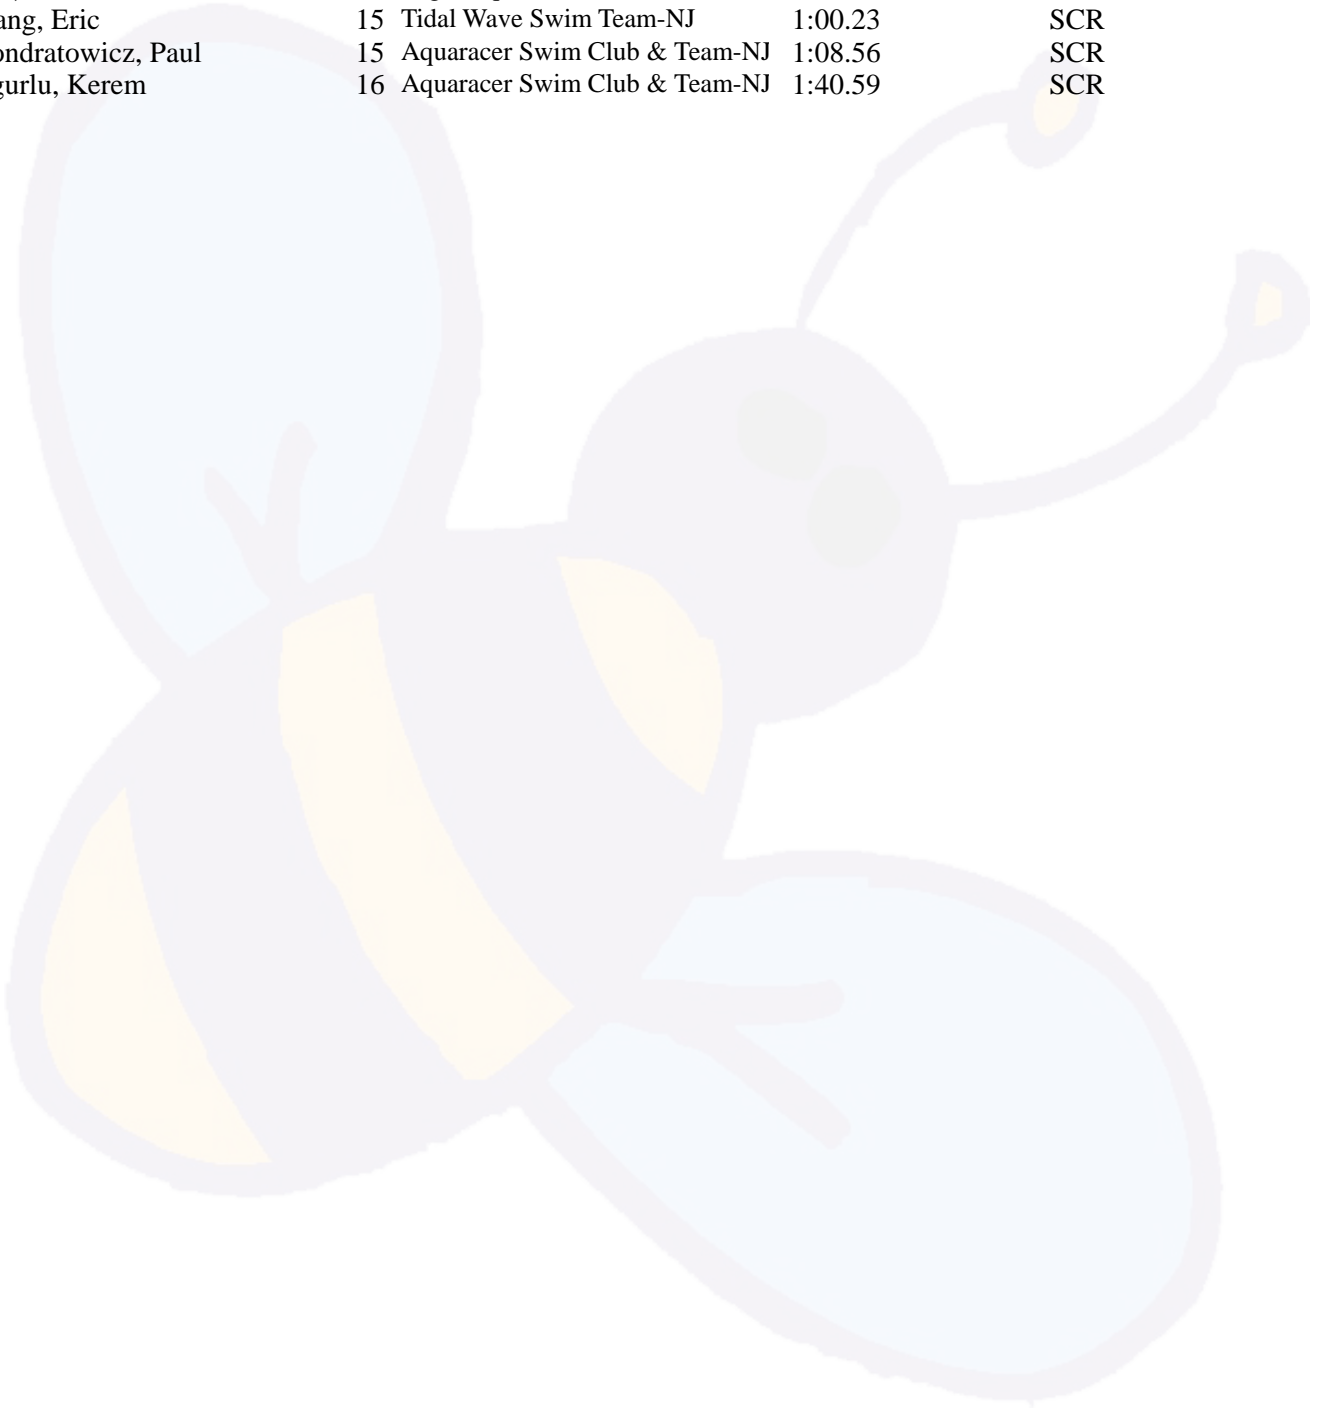 ang, Eric 15 Tidal Wave Swim Team-NJ 1:00.23 SCR
ondratowicz, Paul 15 Aquaracer Swim Club & Team-NJ 1:08.56 SCR
gurlu, Kerem 16 Aquaracer Swim Club & Team-NJ 1:40.59 SCR